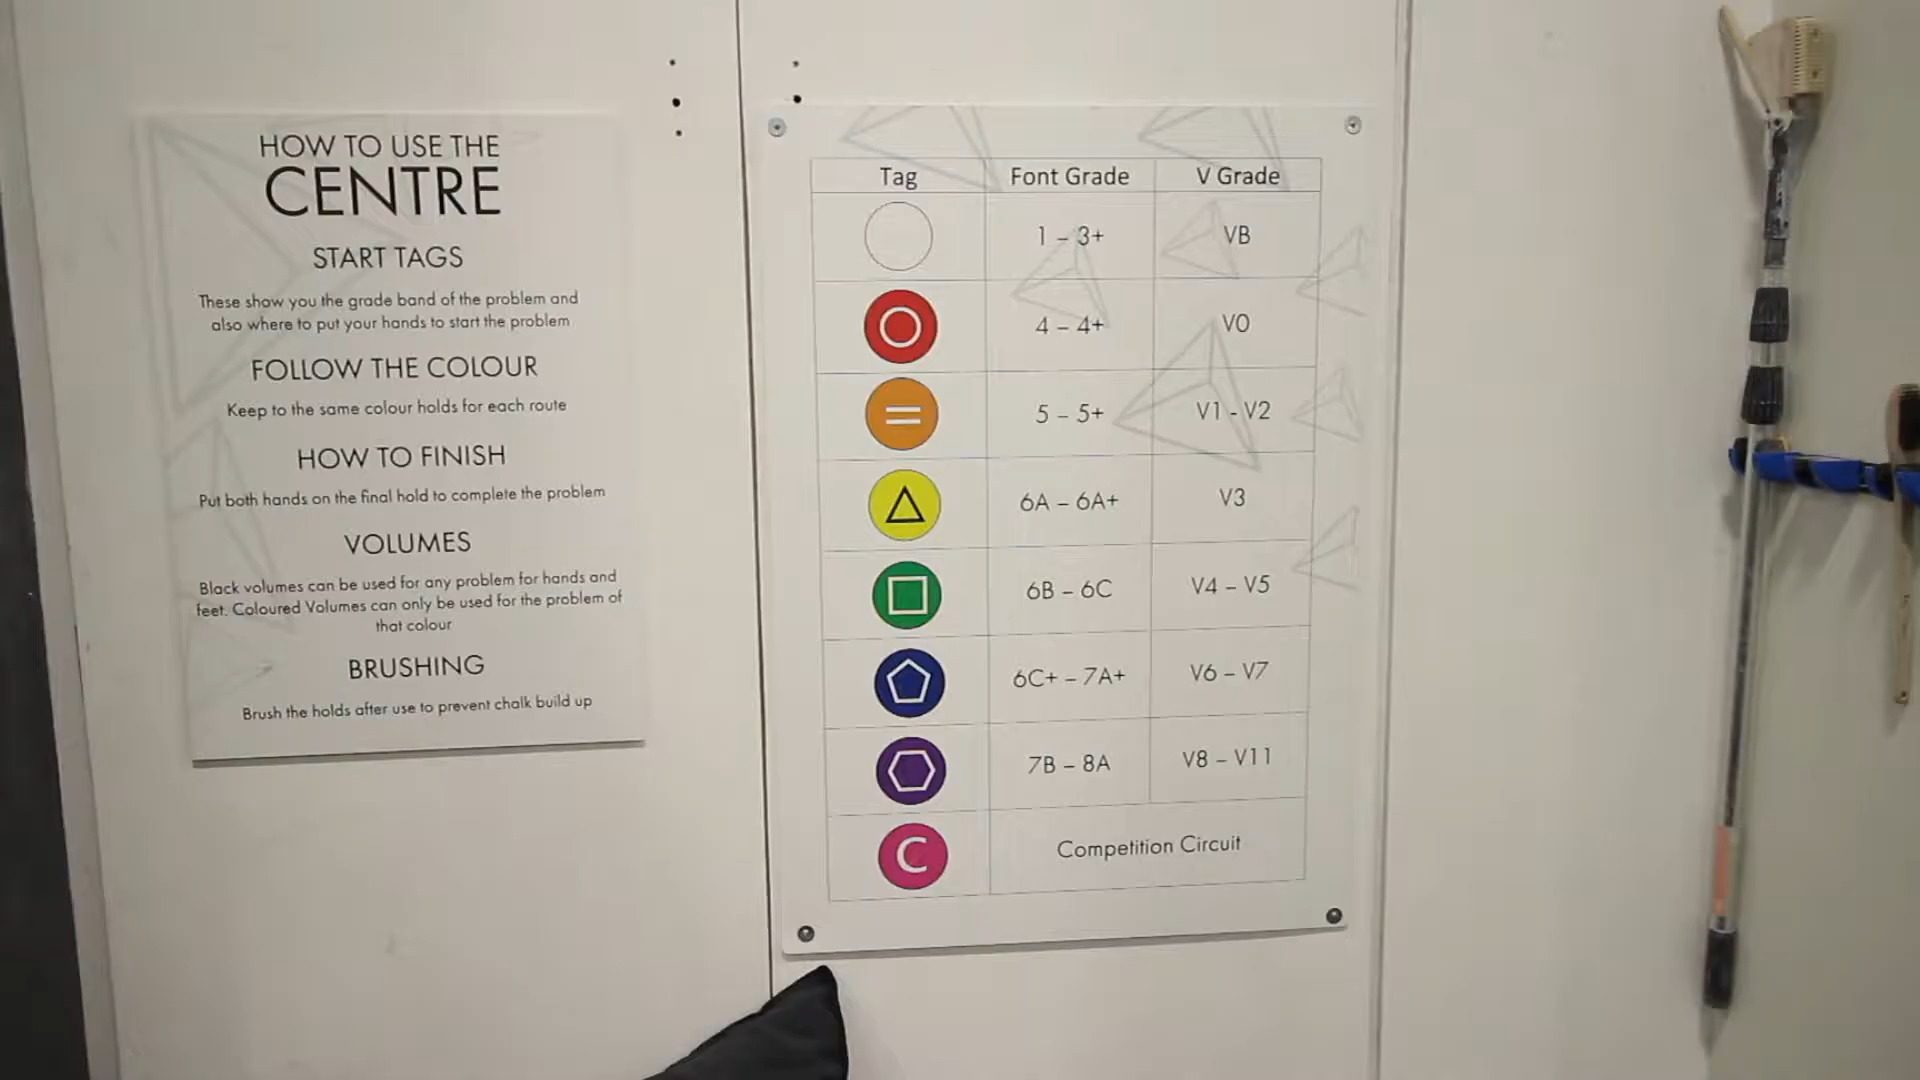 HOW TO USE THE
CENTRE
START TAGS
These show you the grade band of the problem and
also where to put your hands to start the problem
FOLLOW THE COLOUR
Keep to the same colour holds for each route
HOW TO FINISH
Put both hands on the final hold to complete the problem
VOLUMES
Black volumes can be used for any problem for hands and
feet. Coloured Volumes can only be used for the problem of
that colour
BRUSHING
Brush the holds after use to prevent chalk build up
Tag Font Grade V Grade
1 – 3+ VB
4 – 4+ V0
5 – 5+ V1 - V2
6A – 6A+ V3
6B – 6C V4 – V5
6C+ – 7A+ V6 – V7
7B – 8A V8 – V11
C Competition Circuit